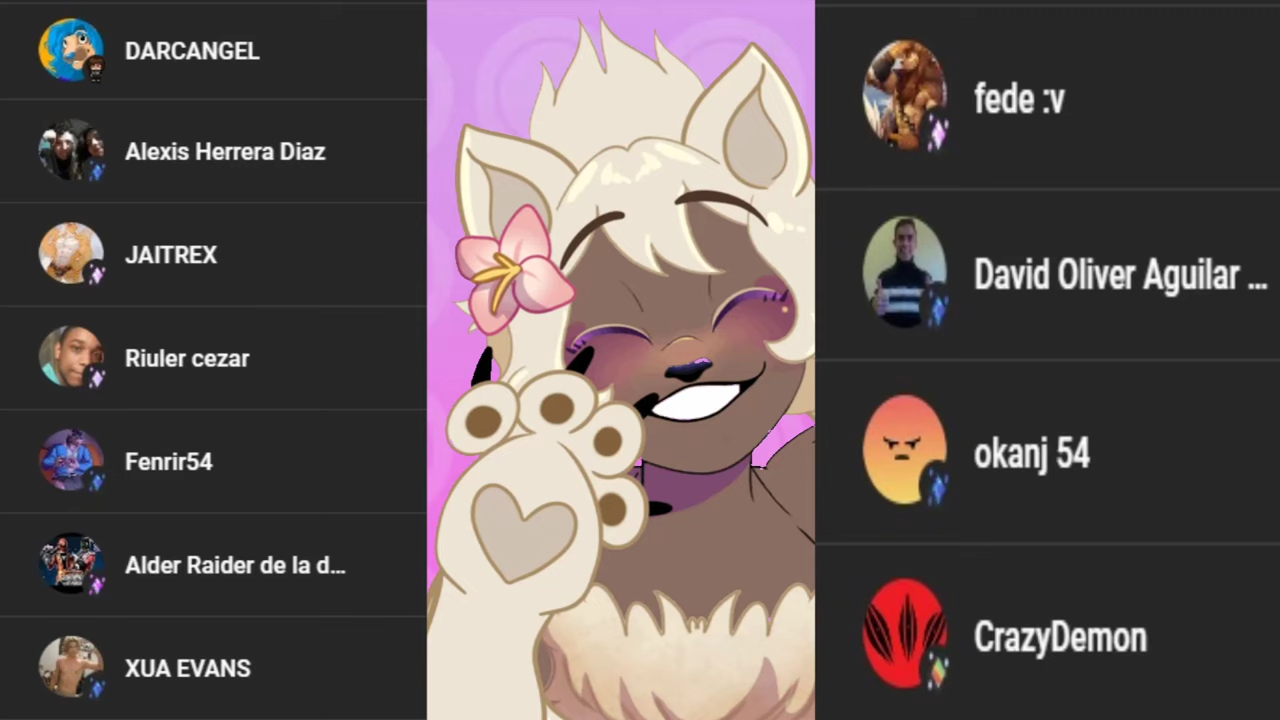 DARCANGEL
Alexis Herrera Diaz
JAITREX
Riuler cezar
Fenrir54
Alder Raider de la d...
XUA EVANS
fede :v
David Oliver Aguilar ...
okanj 54
CrazyDemon